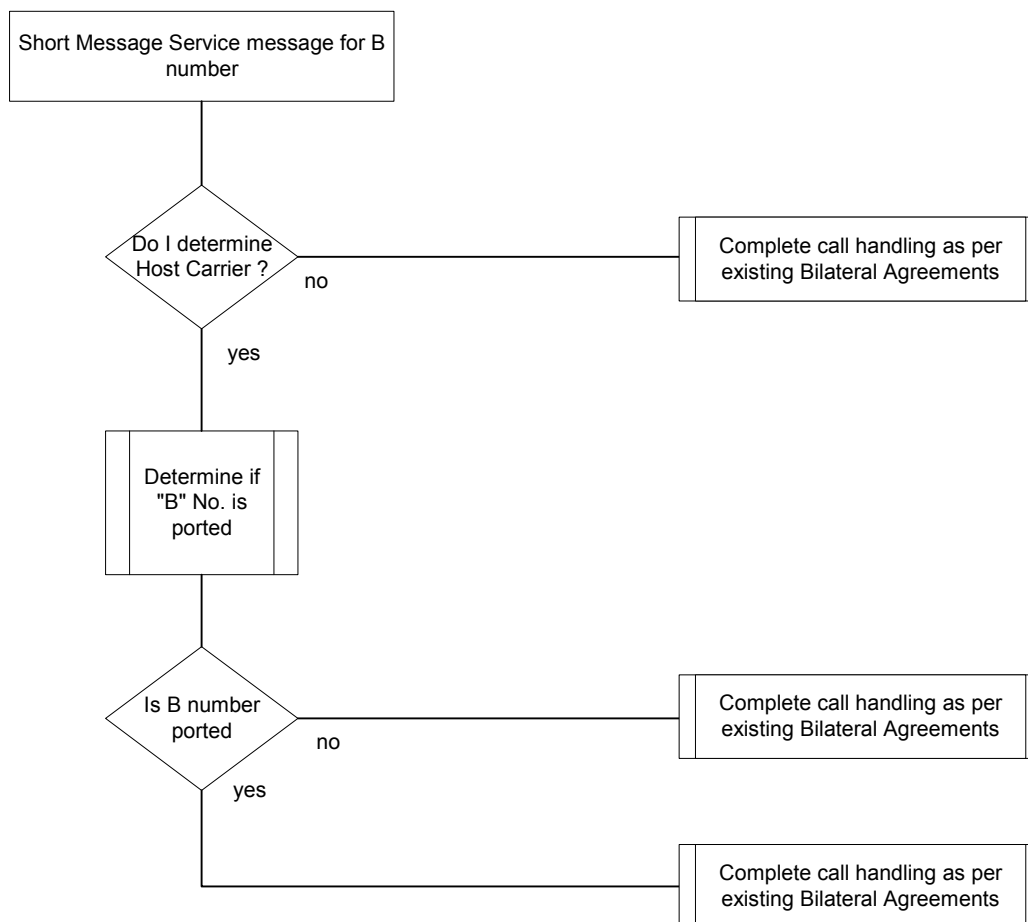 Short Message Service message for B
number
Do I determine
Host Carrier ?
no
Complete call handling as per
existing Bilateral Agreements
yes
Determine if
"B" No. is
ported
Is B number
ported
no
Complete call handling as per
existing Bilateral Agreements
yes
Complete call handling as per
existing Bilateral Agreements